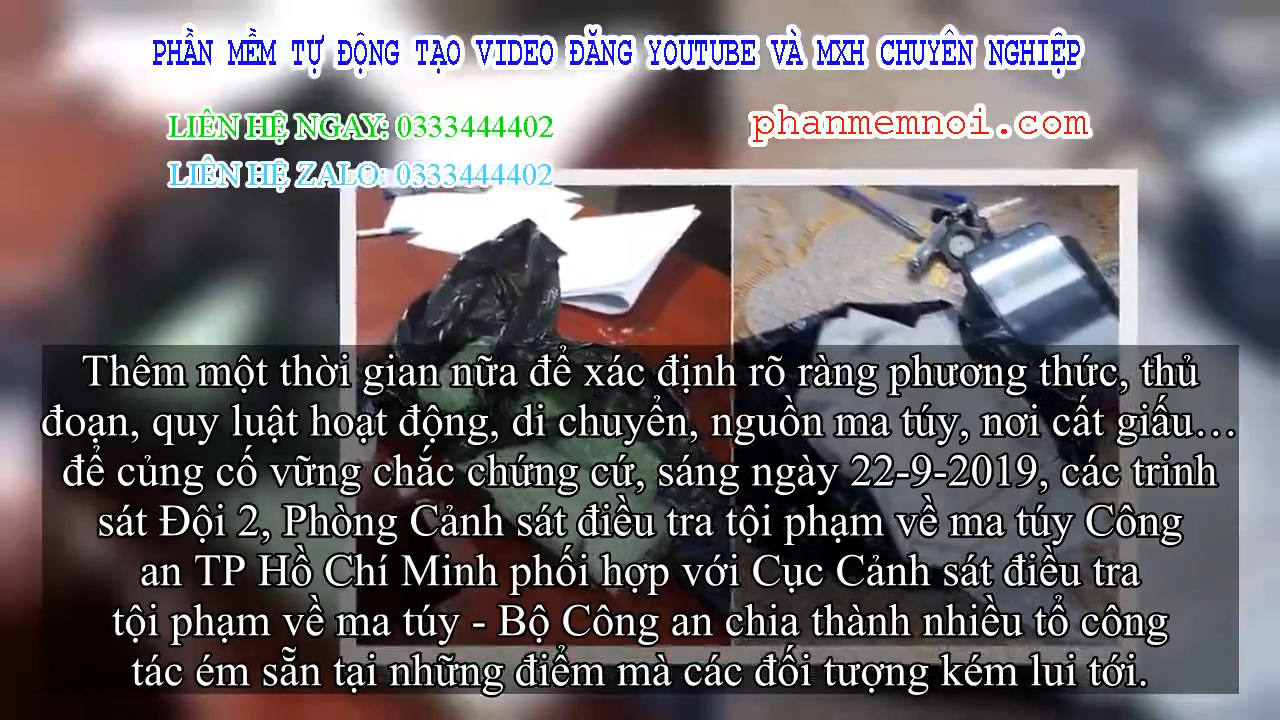 PHẦN MỀM TỰ ĐỘNG TẠO VIDEO ĐĂNG YOUTUBE VÀ MXH CHUYÊN NGHIỆP
LIÊN HỆ NGAY: 0333444402
phanmemnoi.com
LIÊN HỆ ZALO: 0333444402
Thêm một thời gian nữa để xác định rõ ràng phương thức, thủ
đoạn, quy luật hoạt động, di chuyển, nguồn ma túy, nơi cất giấu…
để củng cố vững chắc chứng cứ, sáng ngày 22-9-2019, các trinh
sát Đội 2, Phòng Cảnh sát điều tra tội phạm về ma túy Công
an TP Hồ Chí Minh phối hợp với Cục Cảnh sát điều tra
tội phạm về ma túy - Bộ Công an chia thành nhiều tổ công
tác ém sẵn tại những điểm mà các đối tượng kém lui tới.